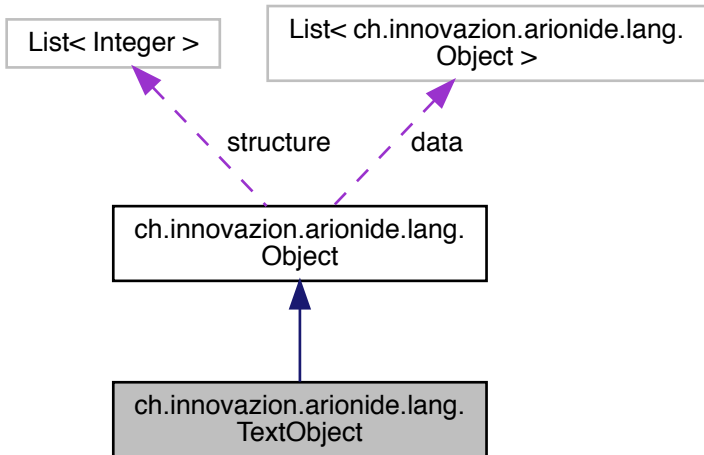 List< Integer >
List< ch.innovazion.arionide.lang.
Object >
structure
data
ch.innovazion.arionide.lang.
Object
ch.innovazion.arionide.lang.
TextObject